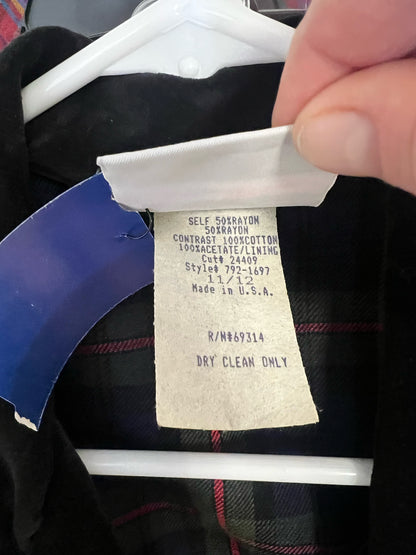 SELF 50%RAYON
50%RAYON
CONTRAST 100%COTTON
100%ACETATE/LINING
Cut# 24409
Style# 792-1697
11/12
Made in U.S.A.
R/N#69314
DRY CLEAN ONLY